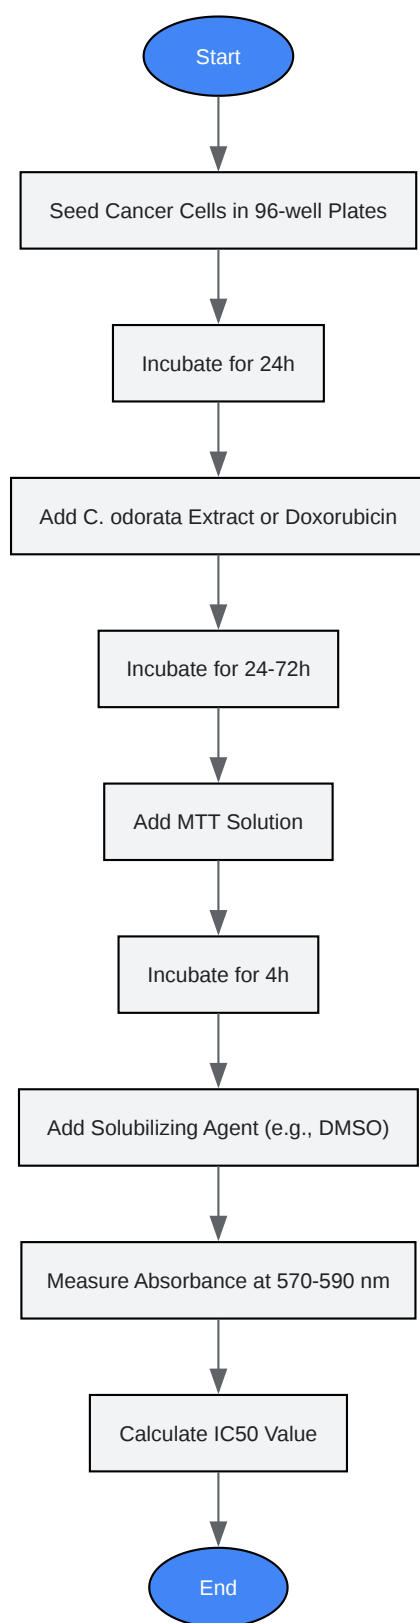 Start
Seed Cancer Cells in 96-well Plates
Incubate for 24h
Add C. odorata Extract or Doxorubicin
Incubate for 24-72h
Add MTT Solution
Incubate for 4h
Add Solubilizing Agent (e.g., DMSO)
Measure Absorbance at 570-590 nm
Calculate IC50 Value
End